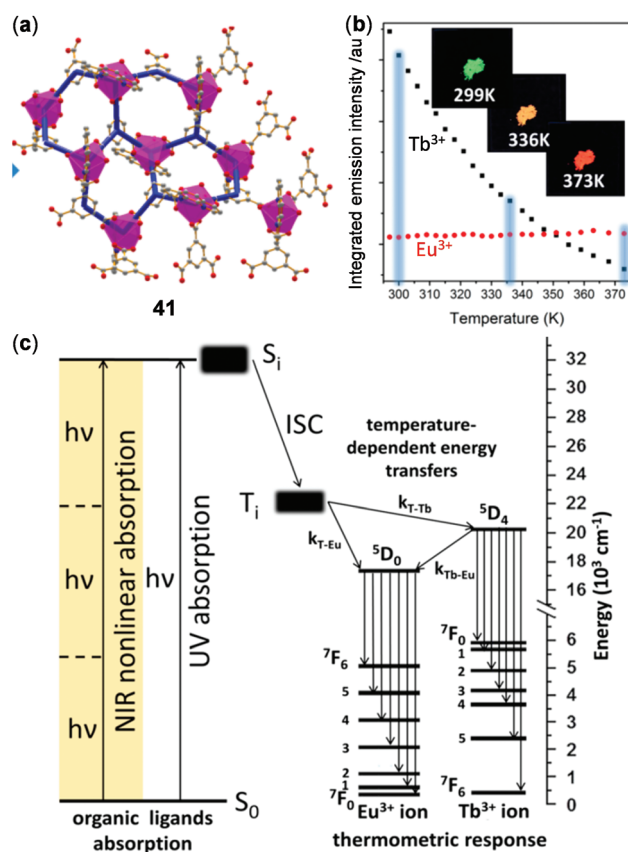 (a)
41
(b)
Integrated emission intensity /au
Tb³⁺
Eu³⁺
299K
336K
373K
300 310 320 330 340 350 360 370
Temperature (K)
(c)
hν
hν
hν
NIR nonlinear absorption
hν
UV absorption
Sᵢ
ISC
Tᵢ
S₀
organic ligands
absorption
temperature-
dependent energy
transfers
k_T-Tb
k_T-Eu
k_Tb-Eu
⁵D₀
⁵D₄
⁷F₆
5
4
3
2
1
⁷F₀
Eu³⁺ ion
⁷F₀
1
2
3
4
5
⁷F₆
Tb³⁺ ion
thermometric response
32
30
28
26
24
22
20
18
16
6
5
4
3
2
1
0
Energy (10³ cm⁻¹)